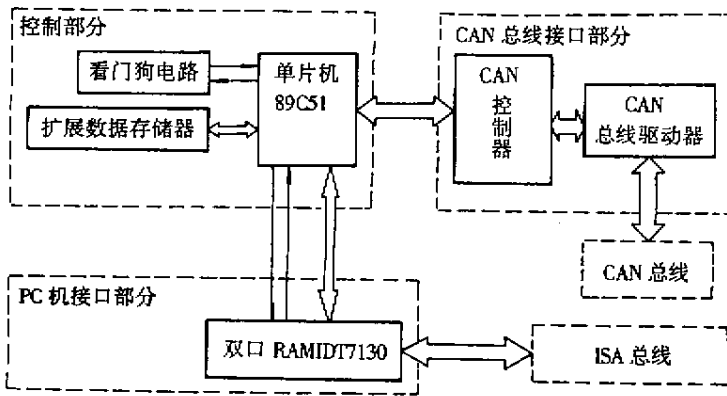 控制部分
看门狗电路
扩展数据存储器
单片机
89C51
CAN 总线接口部分
CAN
控
制
器
CAN
总线驱动器
CAN 总线
PC 机接口部分
双口 RAMIDT7130
ISA 总线